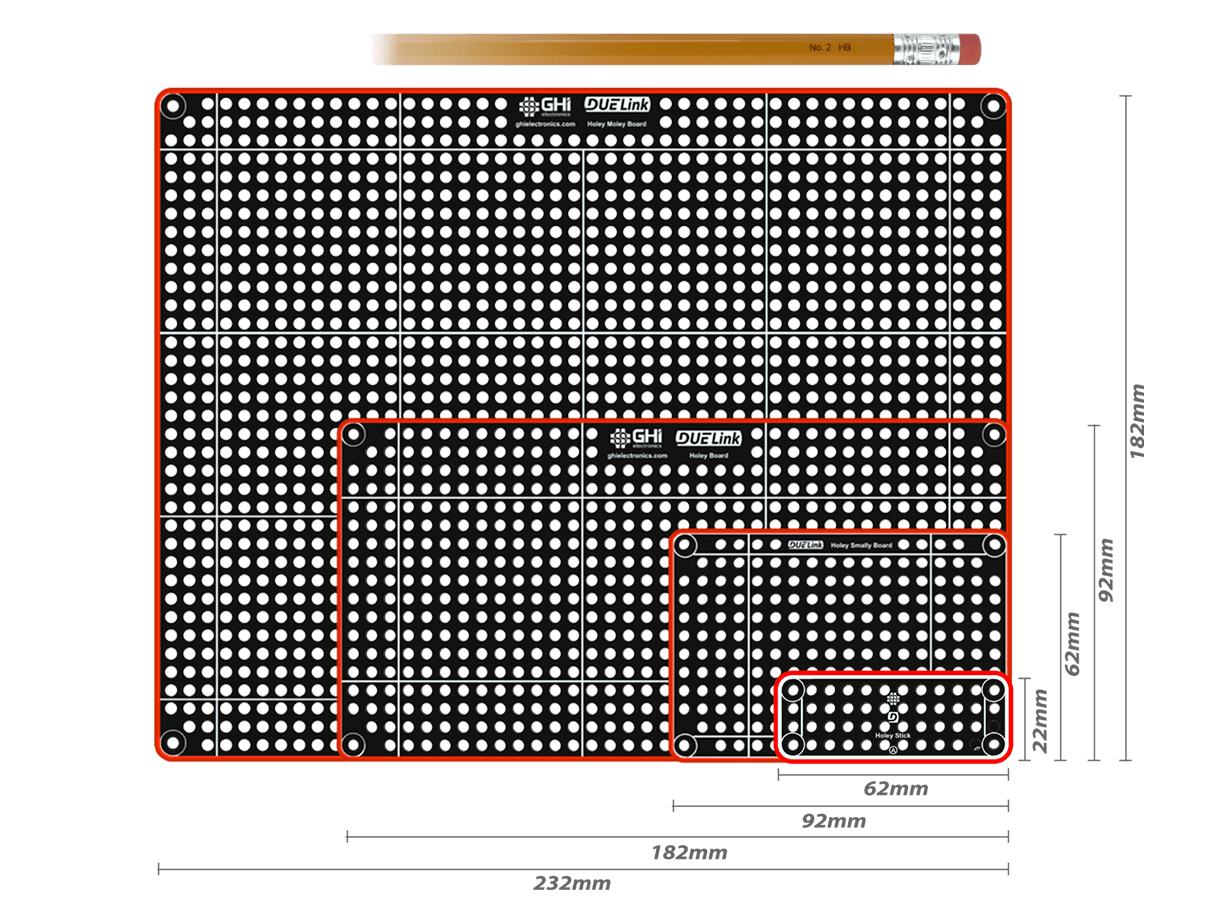 No. 2 HB
GHi DUELink
electronics
ghielectronics.com Holey Moley Board
182mm
GHi DUELink
electronics
ghielectronics.com Holey Board
92mm
DUELink Holey Smally Board
62mm
D
Holey Stick
A
22mm
62mm
92mm
182mm
232mm